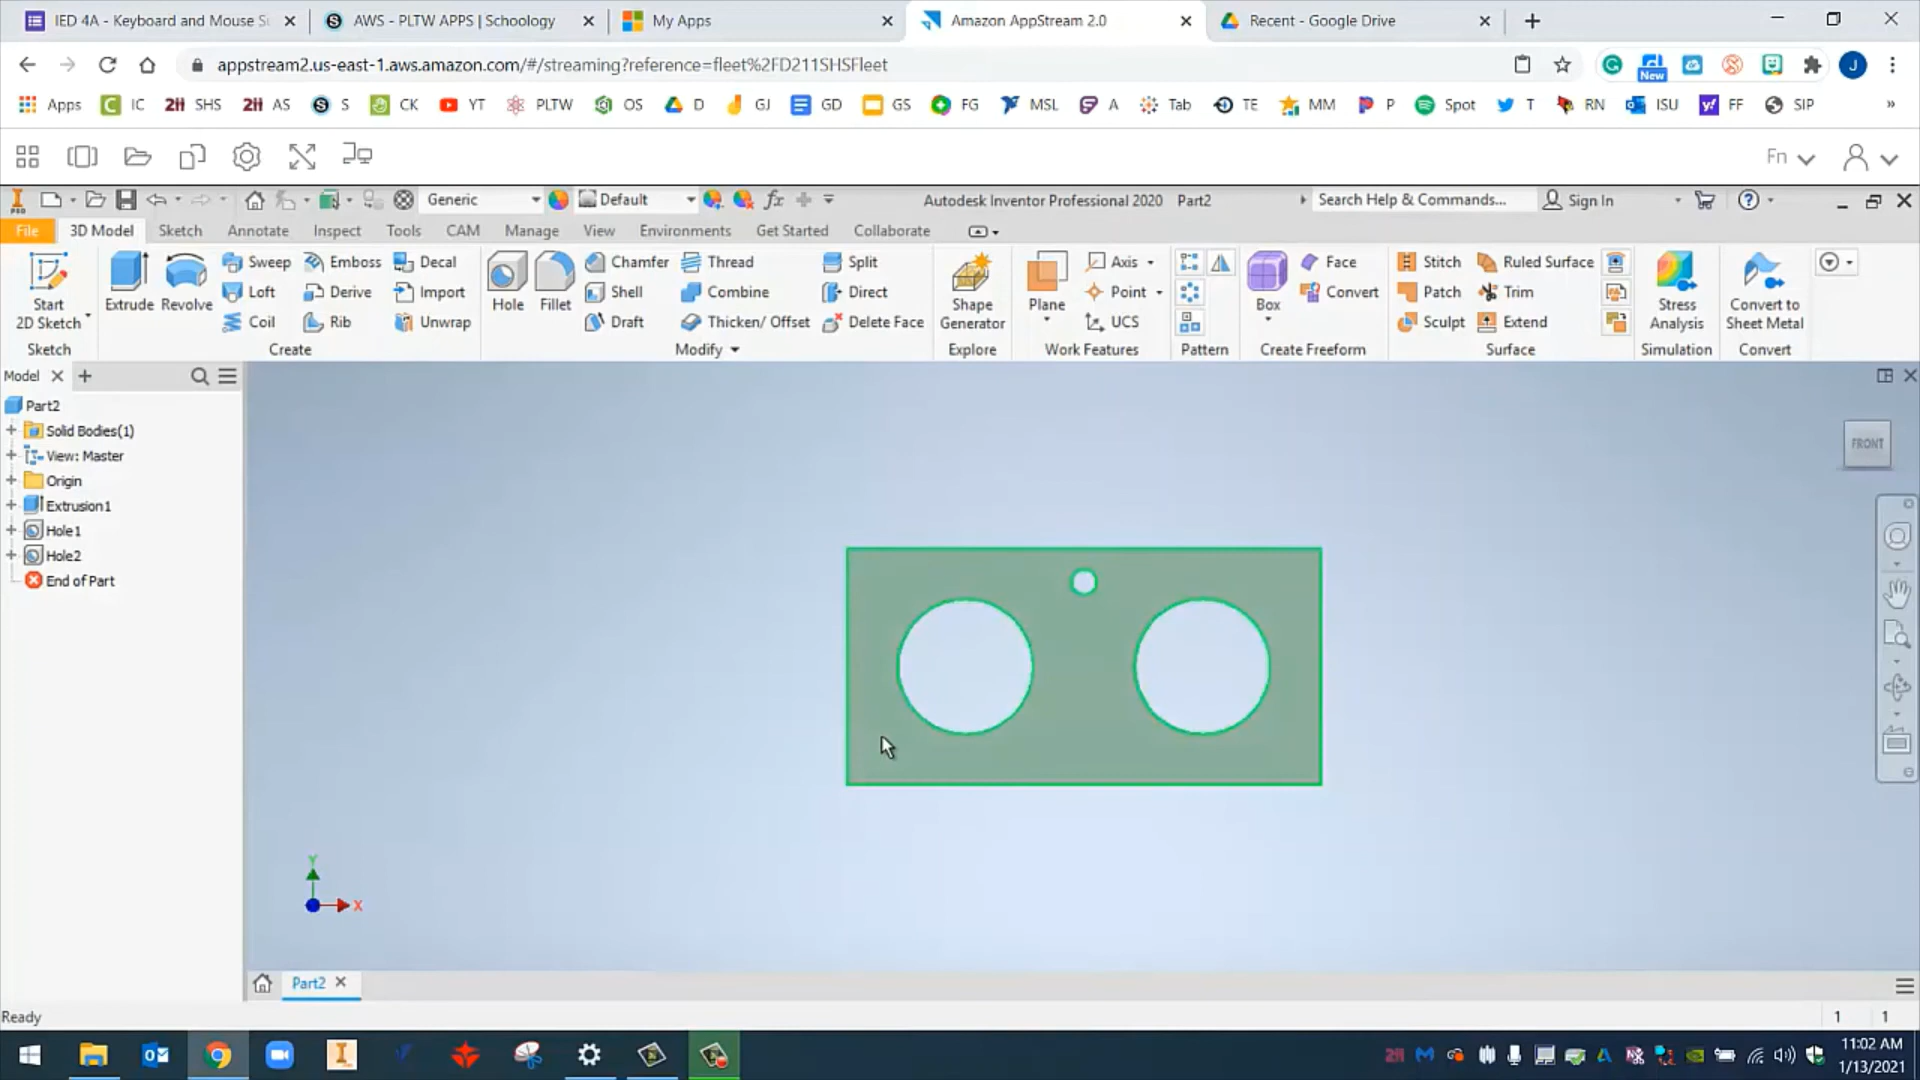 IED 4A - Keyboard and Mouse Su
AWS - PLTW APPS | Schoology
My Apps
Amazon AppStream 2.0
Recent - Google Drive
appstream2.us-east-1.aws.amazon.com/#/streaming?reference=fleet%2FD211SHSFleet
New
J
Apps IC SHS AS S CK YT PLTW OS D GJ GD GS FG MSL A Tab TE MM P Spot T RN ISU FF SIP »
Fn
Generic
Default
fx
Autodesk Inventor Professional 2020 Part2
Search Help & Commands...
Sign In
File 3D Model Sketch Annotate Inspect Tools CAM Manage View Environments Get Started Collaborate
Start
2D Sketch
Sketch
Extrude
Revolve
Sweep
Loft
Coil
Emboss
Derive
Rib
Decal
Import
Unwrap
Create
Hole
Fillet
Chamfer
Shell
Draft
Thread
Combine
Thicken/ Offset
Split
Direct
Delete Face
Modify
Shape
Generator
Explore
Plane
Axis
Point
UCS
Work Features
Pattern
Box
Face
Convert
Create Freeform
Stitch
Patch
Sculpt
Ruled Surface
Trim
Extend
Surface
Stress
Analysis
Simulation
Convert to
Sheet Metal
Convert
Model
Part2
Solid Bodies(1)
View: Master
Origin
Extrusion1
Hole1
Hole2
End of Part
FRONT
Y
X
Part2
Ready
1 1
11:02 AM
1/13/2021